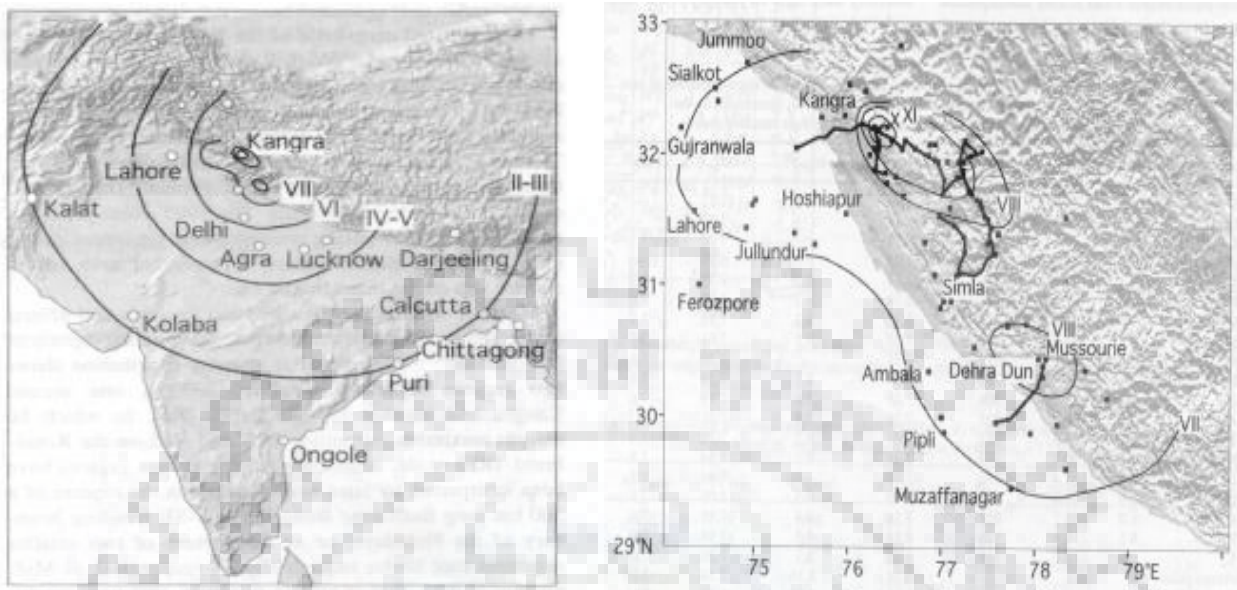 Kangra
Lahore
II-III
VII
Kalat
VI
IV-V
Delhi
Agra
Lucknow
Darjeeiing
Calcutta
Kolaba
Chittagong
Puri
Ongole
33
Jummoo
Sialkot
Kangra
X
XI
32
Gujranwala
Hoshiapur
VIII
Lahore
Jullundur
31
Simla
Ferozpore
VIII
Mussourie
Ambala
Dehra Dun
30
Pipli
VII
Muzaffanagar
29°N
75
76
77
78
79°E